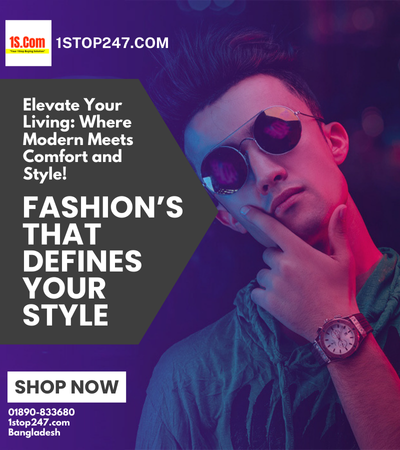 1S.Com
1STOP247.COM
Elevate Your
Living: Where
Modern Meets
Comfort and
Style!
FASHION'S
THAT
DEFINES
YOUR
STYLE
SHOP NOW
01890-833680
1stop247.com
Bangladesh